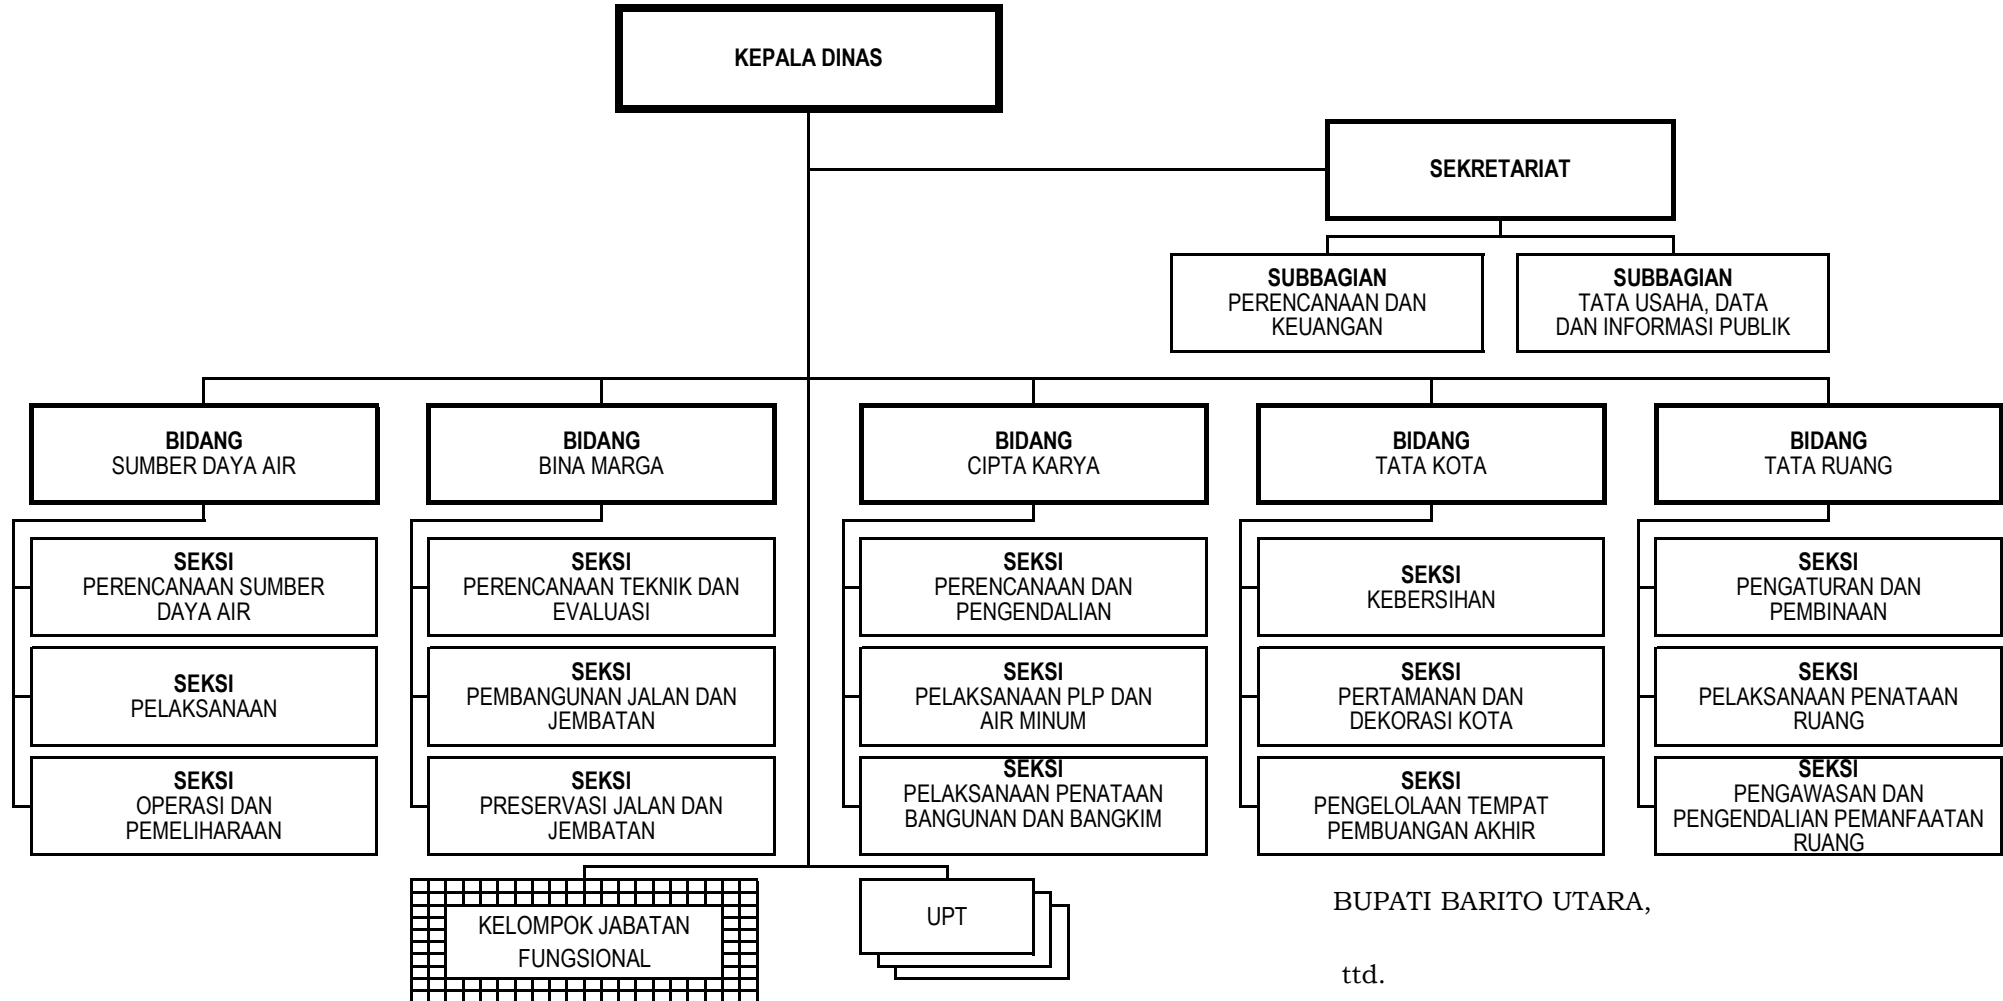 KEPALA DINAS
SEKRETARIAT
SUBBAGIAN
PERENCANAAN DAN
KEUANGAN
SUBBAGIAN
TATA USAHA, DATA
DAN INFORMASI PUBLIK
BIDANG
SUMBER DAYA AIR
SEKSI
PERENCANAAN SUMBER
DAYA AIR
SEKSI
PELAKSANAAN
SEKSI
OPERASI DAN
PEMELIHARAAN
BIDANG
BINA MARGA
SEKSI
PERENCANAAN TEKNIK DAN
EVALUASI
SEKSI
PEMBANGUNAN JALAN DAN
JEMBATAN
SEKSI
PRESERVASI JALAN DAN
JEMBATAN
BIDANG
CIPTA KARYA
SEKSI
PERENCANAAN DAN
PENGENDALIAN
SEKSI
PELAKSANAAN PLP DAN
AIR MINUM
SEKSI
PELAKSANAAN PENATAAN
BANGUNAN DAN BANGKIM
BIDANG
TATA KOTA
SEKSI
KEBERSIHAN
SEKSI
PERTAMANAN DAN
DEKORASI KOTA
SEKSI
PENGELOLAAN TEMPAT
PEMBUANGAN AKHIR
BIDANG
TATA RUANG
SEKSI
PENGATURAN DAN
PEMBINAAN
SEKSI
PELAKSANAAN PENATAAN
RUANG
SEKSI
PENGAWASAN DAN
PENGENDALIAN PEMANFAATAN
RUANG
KELOMPOK JABATAN
FUNGSIONAL
UPT
BUPATI BARITO UTARA,
ttd.